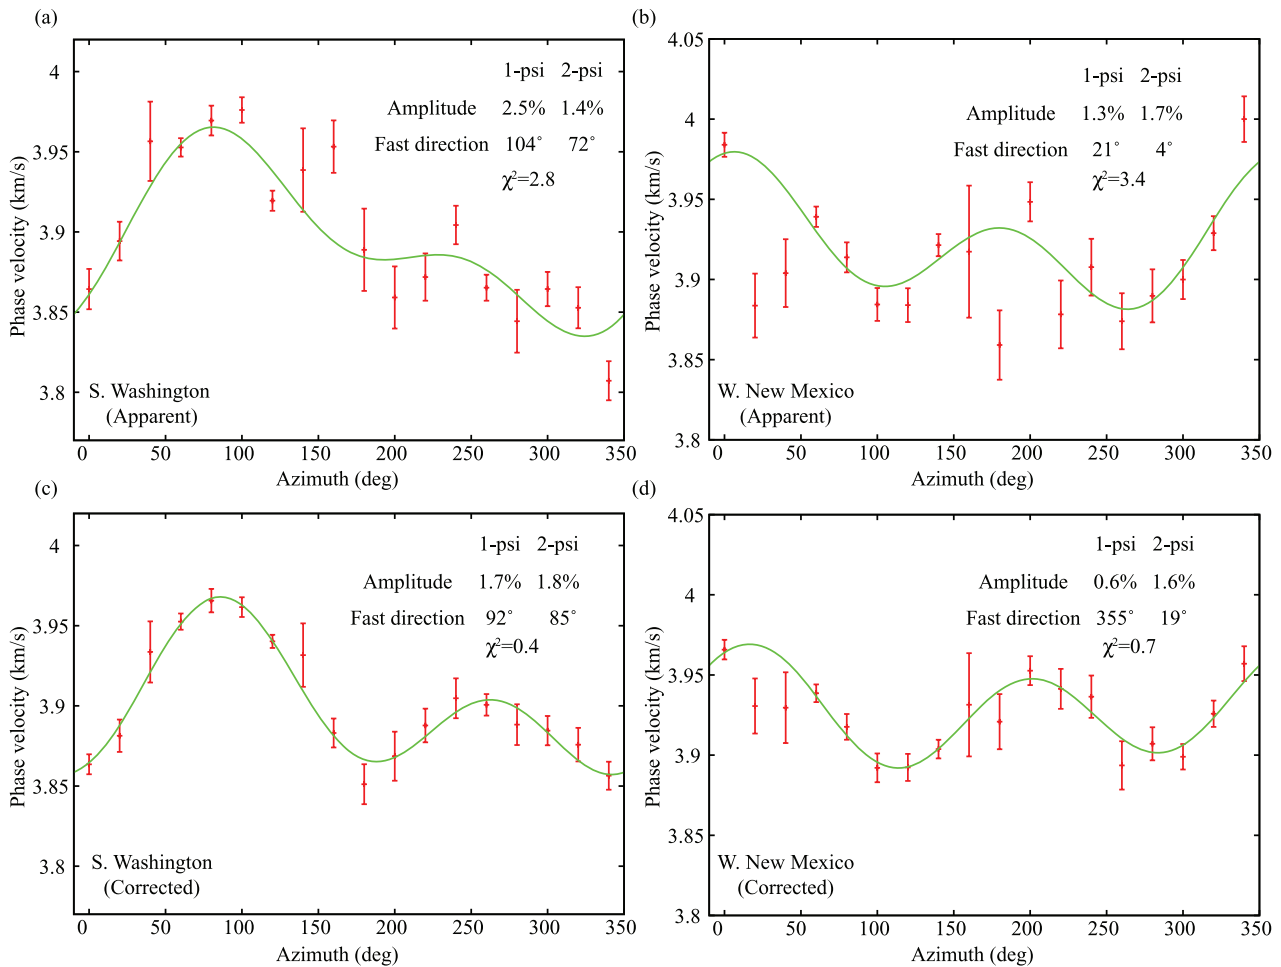 (a)
4
3.95
3.9
3.85
3.8
Phase velocity (km/s)
1-psi 2-psi
Amplitude 2.5% 1.4%
Fast direction 104° 72°
χ²=2.8
S. Washington
(Apparent)
0 50 100 150 200 250 300 350
Azimuth (deg)
(b)
4.05
4
3.95
3.9
3.85
3.8
Phase velocity (km/s)
1-psi 2-psi
Amplitude 1.3% 1.7%
Fast direction 21° 4°
χ²=3.4
W. New Mexico
(Apparent)
0 50 100 150 200 250 300 350
Azimuth (deg)
(c)
4
3.95
3.9
3.85
3.8
Phase velocity (km/s)
1-psi 2-psi
Amplitude 1.7% 1.8%
Fast direction 92° 85°
χ²=0.4
S. Washington
(Corrected)
0 50 100 150 200 250 300 350
Azimuth (deg)
(d)
4.05
4
3.95
3.9
3.85
3.8
Phase velocity (km/s)
1-psi 2-psi
Amplitude 0.6% 1.6%
Fast direction 355° 19°
χ²=0.7
W. New Mexico
(Corrected)
0 50 100 150 200 250 300 350
Azimuth (deg)